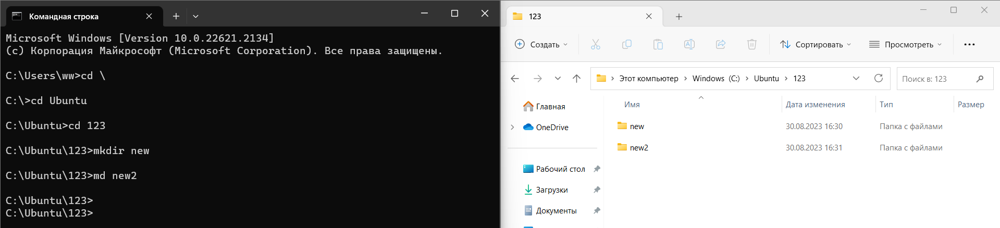 Командная строка
Microsoft Windows [Version 10.0.22621.2134]
(c) Корпорация Майкрософт (Microsoft Corporation). Все права защищены.
C:\Users\ww>cd \
C:\>cd Ubuntu
C:\Ubuntu>cd 123
C:\Ubuntu\123>mkdir new
C:\Ubuntu\123>md new2
C:\Ubuntu\123>
C:\Ubuntu\123>
123
Создать Сортировать Просмотреть
Этот компьютер Windows (C:) Ubuntu 123 Поиск в: 123
Имя Дата изменения Тип Размер
Главная
OneDrive
Рабочий стол
Загрузки
Документы
new 30.08.2023 16:30 Папка с файлами
new2 30.08.2023 16:31 Папка с файлами